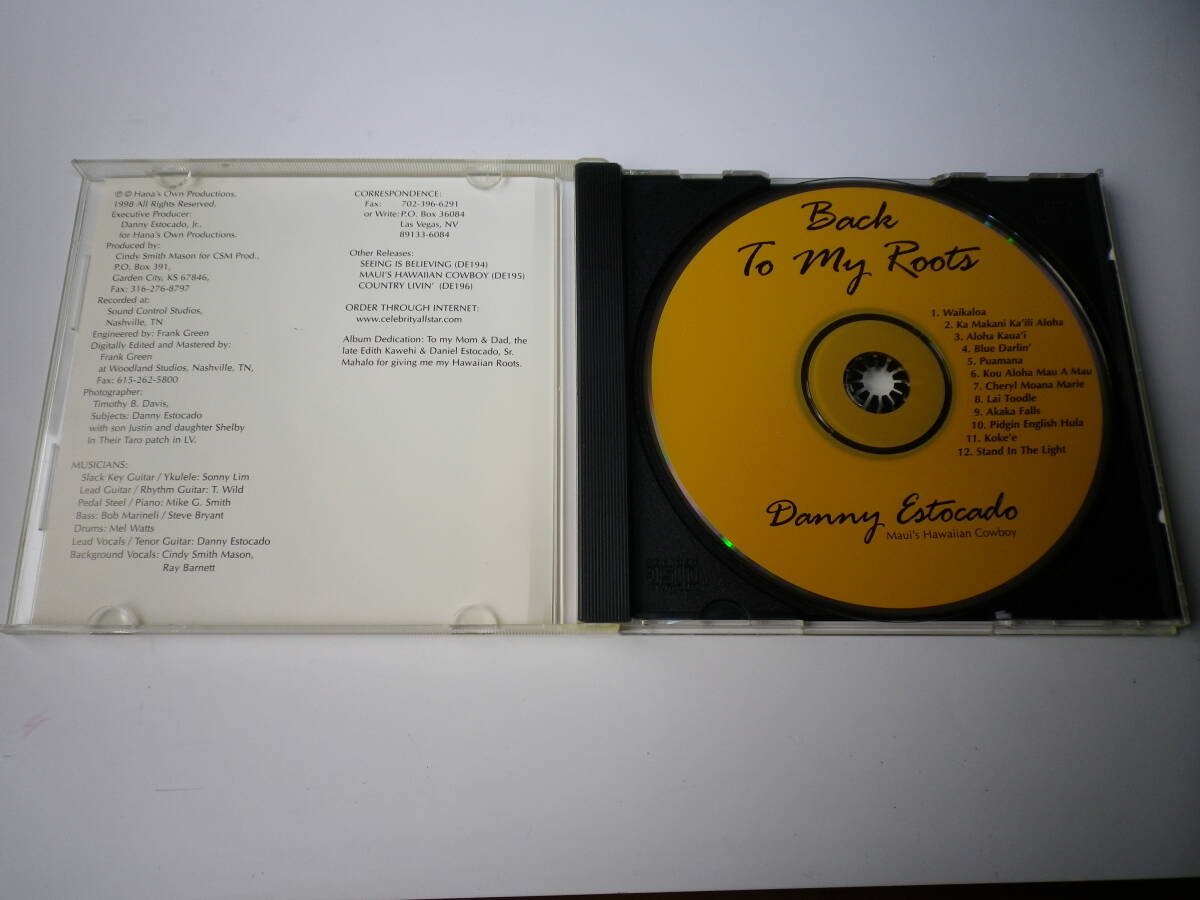 ℗ © Hana's Own Productions.
1998 All Rights Reserved.
Executive Producer:
Danny Estocado, Jr.,
for Hana's Own Productions.
Produced by:
Cindy Smith Mason for CSM Prod.,
P.O. Box 391,
Garden City, KS 67846,
Fax: 316-276-8797
Recorded at:
Sound Control Studios,
Nashville, TN
Engineered by: Frank Green
Digitally Edited and Mastered by:
Frank Green
at Woodland Studios, Nashville, TN,
Fax: 615-262-5800
Photographer:
Timothy B. Davis,
Subjects: Danny Estocado
with son Justin and daughter Shelby
In Their Taro patch in LV.
MUSICIANS:
Slack Key Guitar / Ykulele: Sonny Lim
Lead Guitar / Rhythm Guitar: T. Wild
Pedal Steel / Piano: Mike G. Smith
Bass: Bob Marineli / Steve Bryant
Drums: Mel Watts
Lead Vocals / Tenor Guitar: Danny Estocado
Background Vocals: Cindy Smith Mason,
Ray Barnett
CORRESPONDENCE:
Fax: 702-396-6291
or Write: P.O. Box 36084
Las Vegas, NV
89133-6084
Other Releases:
SEEING IS BELIEVING (DE194)
MAUI'S HAWAIIAN COWBOY (DE195)
COUNTRY LIVIN' (DE196)
ORDER THROUGH INTERNET:
www.celebrityallstar.com
Album Dedication: To my Mom & Dad, the
late Edith Kawehi & Daniel Estocado, Sr.
Mahalo for giving me my Hawaiian Roots.
Back
To My Roots
1. Waikaloa
2. Ka Makani Ka'ili Aloha
3. Aloha Kaua'i
4. Blue Darlin'
5. Puamana
6. Kou Aloha Mau A Mau
7. Cheryl Moana Marie
8. Lai Toodle
9. Akaka Falls
10. Pidgin English Hula
11. Koke'e
12. Stand In The Light
Danny Estocado
Maui's Hawaiian Cowboy